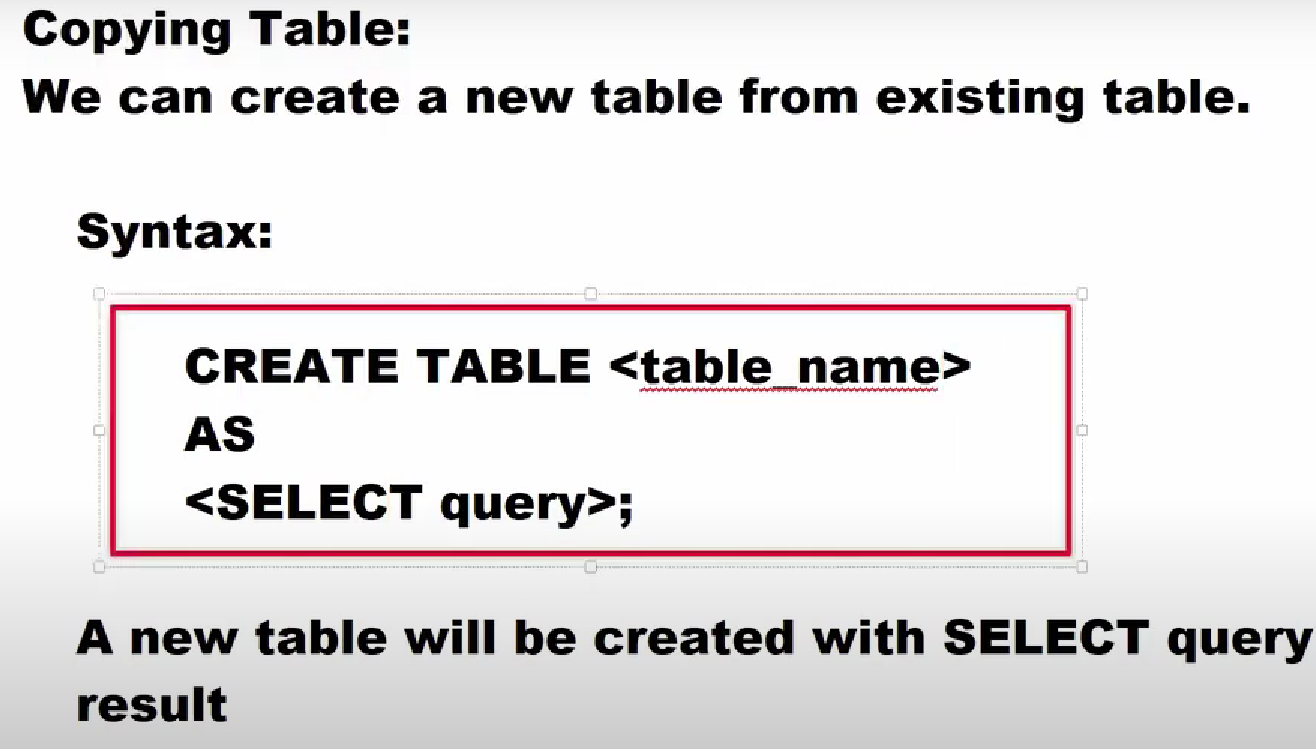 Copying Table:
We can create a new table from existing table.
Syntax:
CREATE TABLE <table_name>
AS
<SELECT query>;
A new table will be created with SELECT query
result